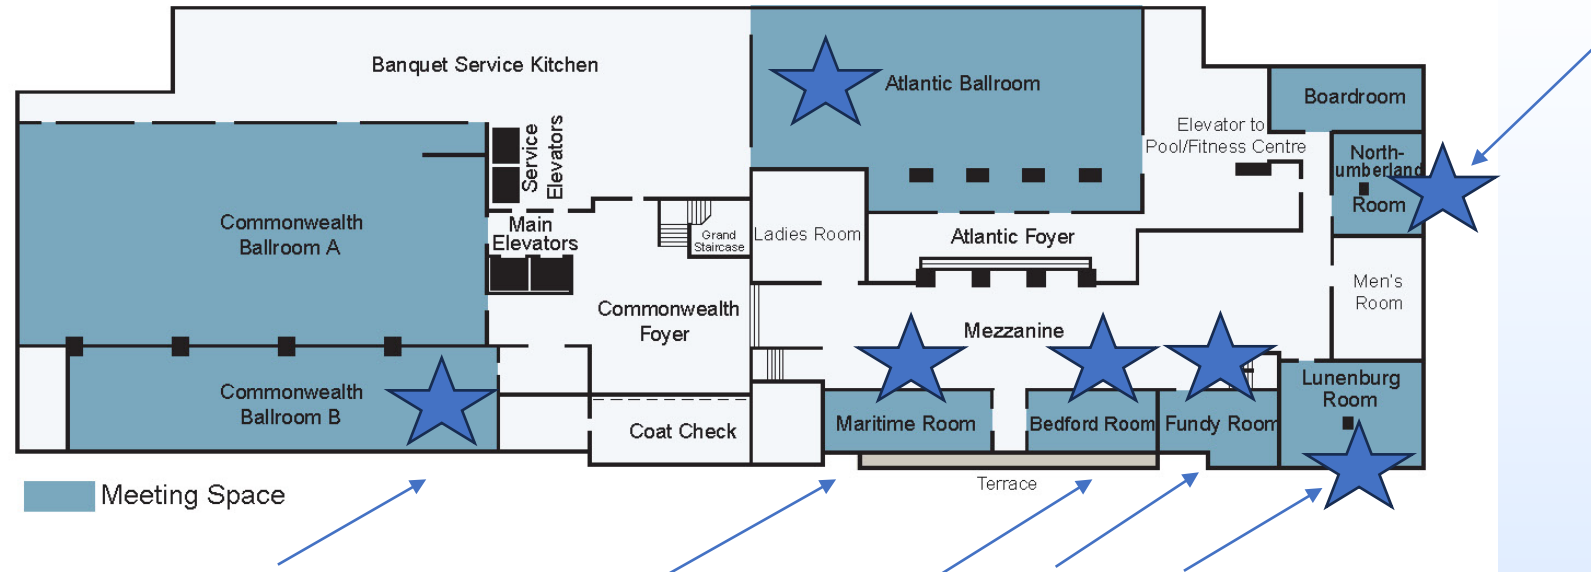 Banquet Service Kitchen
Atlantic Ballroom
Boardroom
Elevator to
Pool/Fitness Centre
Service
Elevators
North-
umberland
Room
Commonwealth
Ballroom A
Main
Elevators
Grand
Staircase
Ladies Room
Atlantic Foyer
Men's
Room
Commonwealth
Foyer
Mezzanine
Commonwealth
Ballroom B
Coat Check
Maritime Room
Bedford Room
Fundy Room
Lunenburg
Room
Terrace
Meeting Space